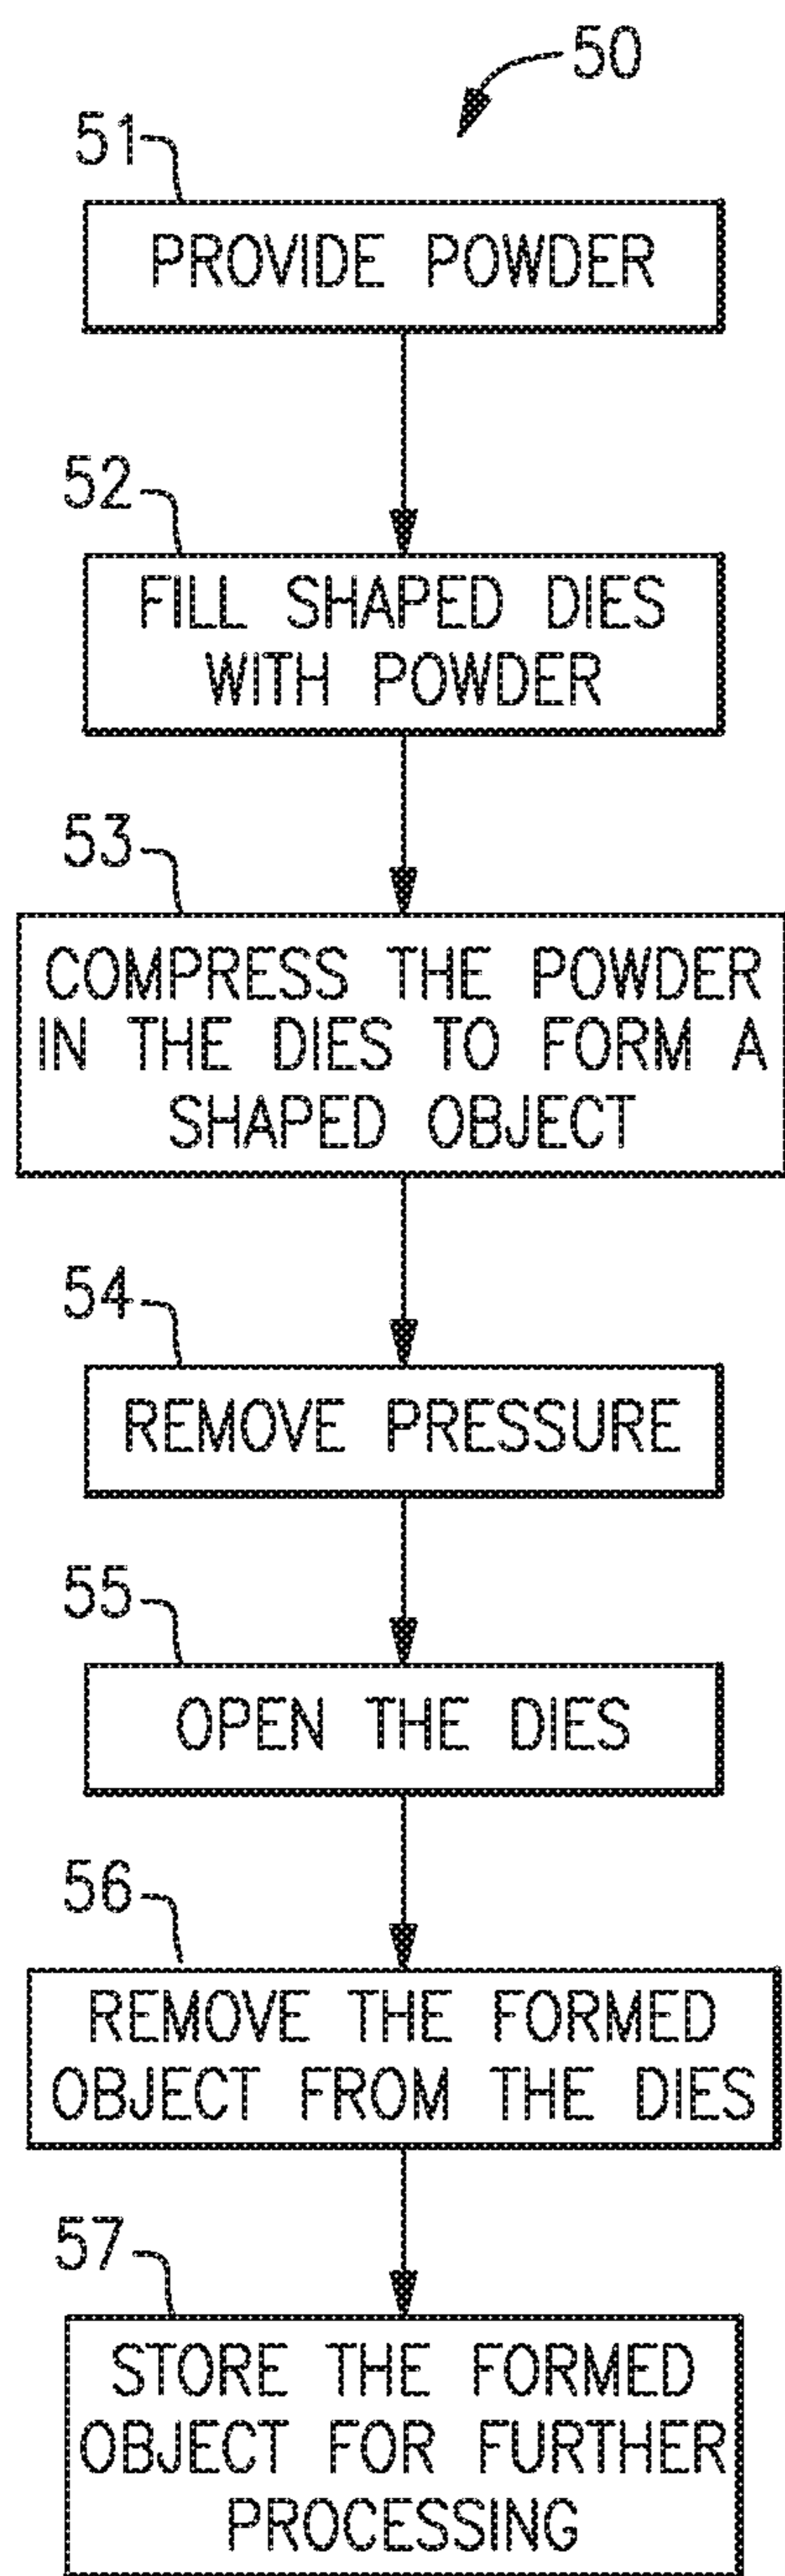 50
51
PROVIDE POWDER
52
FILL SHAPED DIES
WITH POWDER
53
COMPRESS THE POWDER
IN THE DIES TO FORM A
SHAPED OBJECT
54
REMOVE PRESSURE
55
OPEN THE DIES
56
REMOVE THE FORMED
OBJECT FROM THE DIES
57
STORE THE FORMED
OBJECT FOR FURTHER
PROCESSING